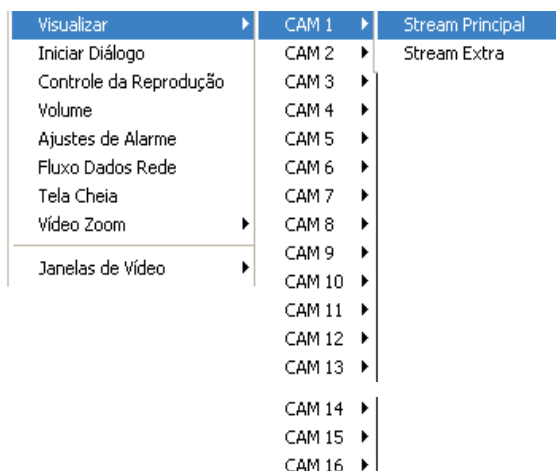 Visualizar
Iniciar Diálogo
Controle da Reprodução
Volume
Ajustes de Alarme
Fluxo Dados Rede
Tela Cheia
Vídeo Zoom
Janelas de Vídeo
CAM 1
CAM 2
CAM 3
CAM 4
CAM 5
CAM 6
CAM 7
CAM 8
CAM 9
CAM 10
CAM 11
CAM 12
CAM 13
CAM 14
CAM 15
CAM 16
Stream Principal
Stream Extra